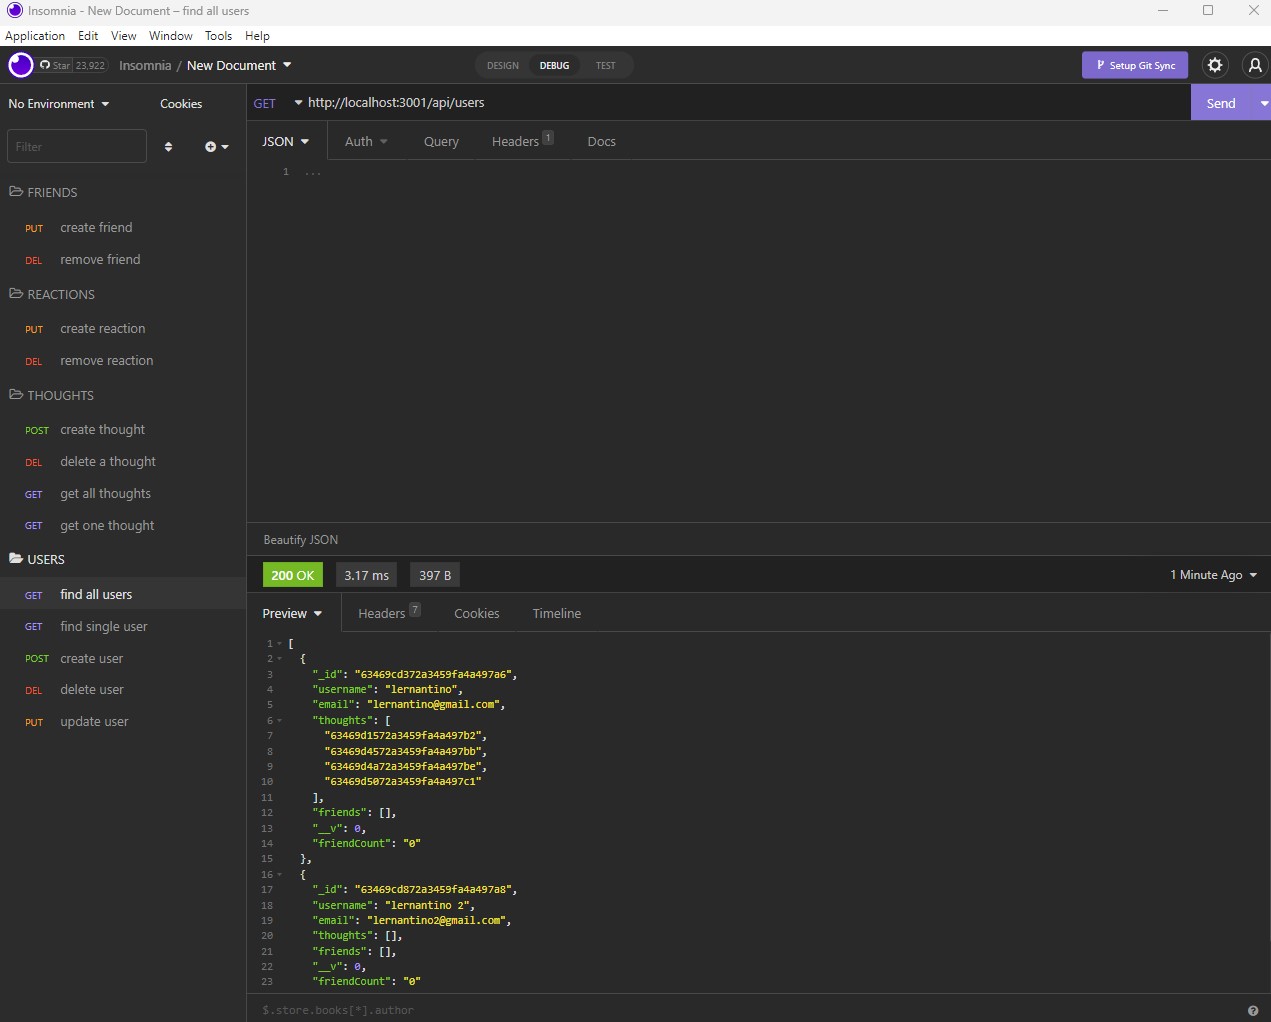 Insomnia - New Document – find all users
Application Edit View Window Tools Help
Star 23,922 Insomnia / New Document DESIGN DEBUG TEST Setup Git Sync
No Environment Cookies
Filter
FRIENDS
PUT create friend
DEL remove friend
REACTIONS
PUT create reaction
DEL remove reaction
THOUGHTS
POST create thought
DEL delete a thought
GET get all thoughts
GET get one thought
USERS
GET find all users
GET find single user
POST create user
DEL delete user
PUT update user
GET http://localhost:3001/api/users Send
JSON Auth Query Headers 1 Docs
1 ...
Beautify JSON
200 OK 3.17 ms 397 B 1 Minute Ago
Preview Headers 7 Cookies Timeline
1 [
2 {
3 "_id": "63469cd372a3459fa4a497a6",
4 "username": "lernantino",
5 "email": "lernantino@gmail.com",
6 "thoughts": [
7 "63469d1572a3459fa4a497b2",
8 "63469d4572a3459fa4a497bb",
9 "63469d4a72a3459fa4a497be",
10 "63469d5072a3459fa4a497c1"
11 ],
12 "friends": [],
13 "__v": 0,
14 "friendCount": "0"
15 },
16 {
17 "_id": "63469cd872a3459fa4a497a8",
18 "username": "lernantino 2",
19 "email": "lernantino2@gmail.com",
20 "thoughts": [],
21 "friends": [],
22 "__v": 0,
23 "friendCount": "0"
$.store.books[*].author